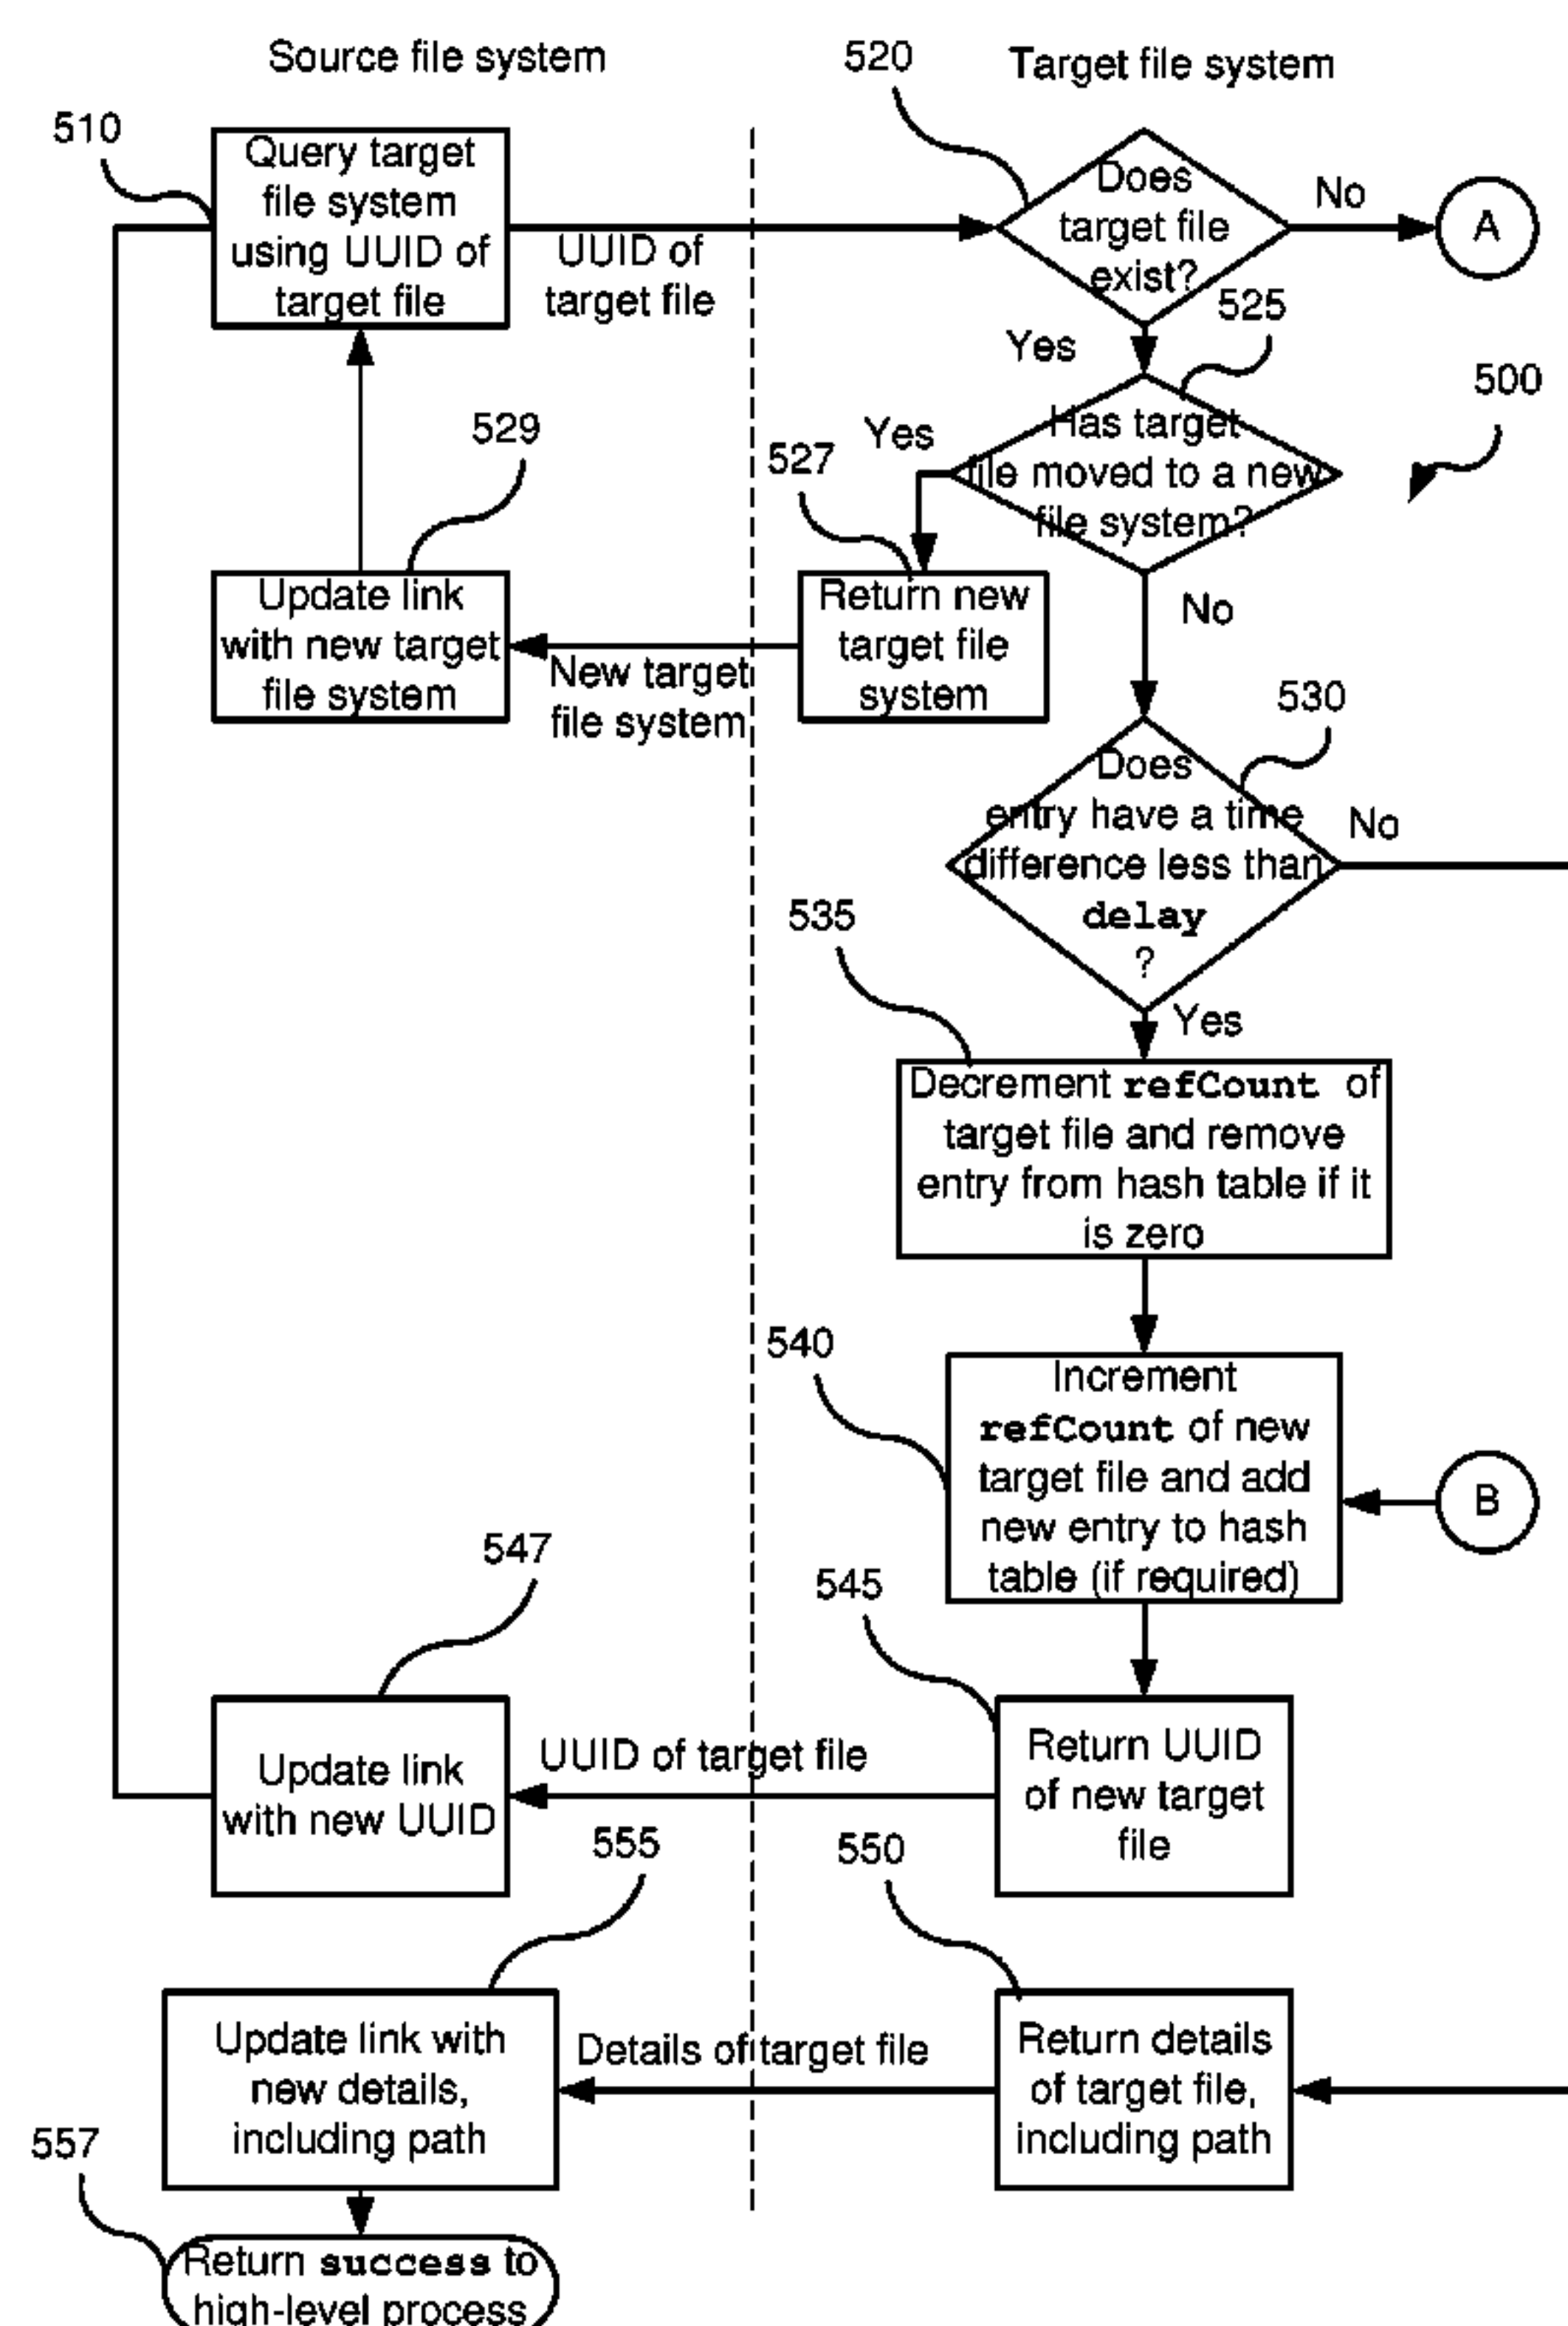 Source file system
520
Target file system
510
Query target
file system
using UUID of
target file
UUID of
target file
Does
target file
exist?
No
A
525
Yes
500
Has target
file moved to a new
file system?
Yes
527
529
Update link
with new target
file system
New target
file system
Return new
target file
system
No
530
Does
entry have a time
difference less than
delay
?
No
535
Yes
Decrement refCount of
target file and remove
entry from hash table if it
is zero
540
Increment
refCount of new
target file and add
new entry to hash
table (if required)
B
547
545
Update link
with new UUID
UUID of target file
Return UUID
of new target
file
555
550
Update link with
new details,
including path
Details of target file
Return details
of target file,
including path
557
Return success to
high-level process